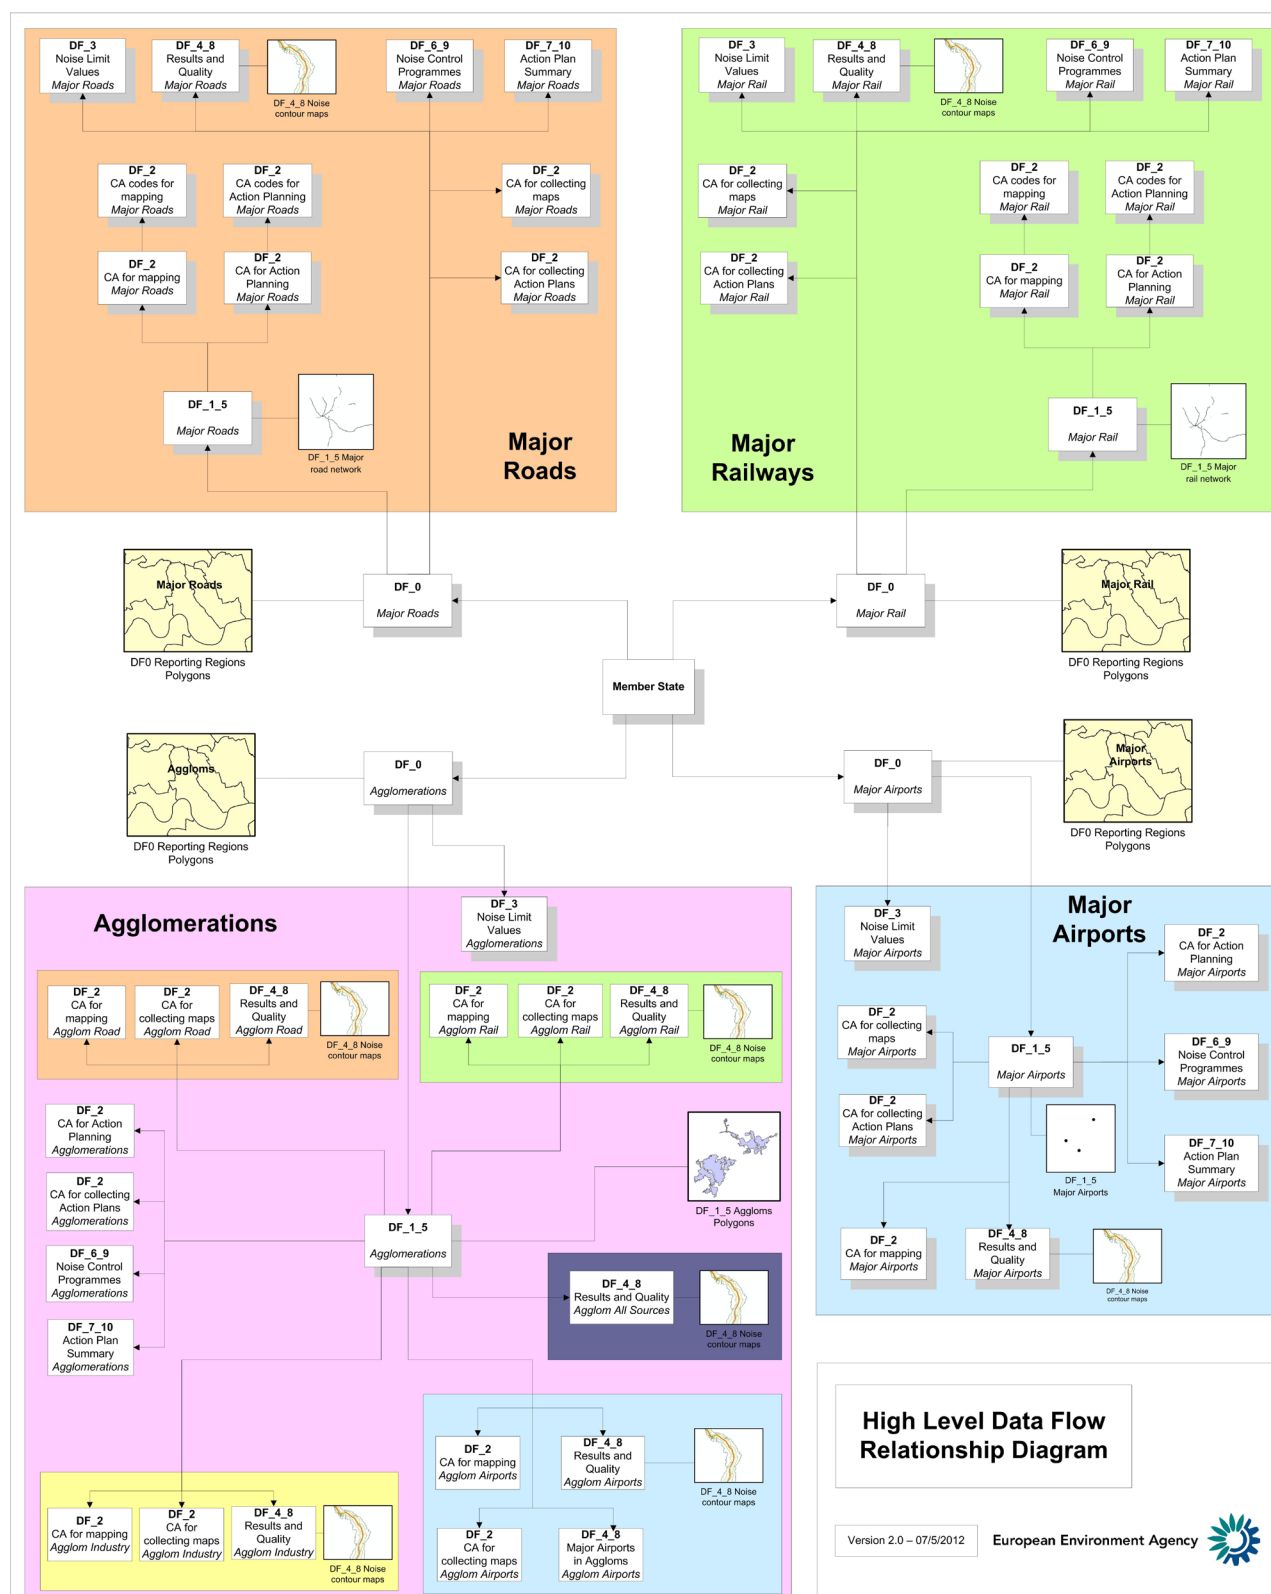 DF_3
Noise Limit
Values
Major Roads
DF_4_8
Results and
Quality
Major Roads
DF_4_8 Noise
contour maps
DF_6_9
Noise Control
Programmes
Major Roads
DF_7_10
Action Plan
Summary
Major Roads
DF_2
CA codes for
mapping
Major Roads
DF_2
CA codes for
Action Planning
Major Roads
DF_2
CA for collecting
maps
Major Roads
DF_2
CA for mapping
Major Roads
DF_2
CA for Action
Planning
Major Roads
DF_2
CA for collecting
Action Plans
Major Roads
DF_1_5
Major Roads
DF_1_5 Major
road network
Major
Roads
DF_3
Noise Limit
Values
Major Rail
DF_4_8
Results and
Quality
Major Rail
DF_4_8 Noise
contour maps
DF_6_9
Noise Control
Programmes
Major Rail
DF_7_10
Action Plan
Summary
Major Rail
DF_2
CA for collecting
maps
Major Rail
DF_2
CA codes for
mapping
Major Rail
DF_2
CA codes for
Action Planning
Major Rail
DF_2
CA for collecting
Action Plans
Major Rail
DF_2
CA for mapping
Major Rail
DF_2
CA for Action
Planning
Major Rail
Major
Railways
DF_1_5
Major Rail
DF_1_5 Major
rail network
Major Roads
DF0 Reporting Regions
Polygons
DF_0
Major Roads
DF_0
Major Rail
Major Rail
DF0 Reporting Regions
Polygons
Member State
Aggloms
DF0 Reporting Regions
Polygons
DF_0
Agglomerations
DF_0
Major Airports
Major
Airports
DF0 Reporting Regions
Polygons
Agglomerations
DF_3
Noise Limit
Values
Agglomerations
DF_2
CA for
mapping
Agglom Road
DF_2
CA for
collecting maps
Agglom Road
DF_4_8
Results and
Quality
Agglom Road
DF_4_8 Noise
contour maps
DF_2
CA for
mapping
Agglom Rail
DF_2
CA for
collecting maps
Agglom Rail
DF_4_8
Results and
Quality
Agglom Rail
DF_4_8 Noise
contour maps
DF_2
CA for Action
Planning
Agglomerations
DF_2
CA for collecting
Action Plans
Agglomerations
DF_6_9
Noise Control
Programmes
Agglomerations
DF_7_10
Action Plan
Summary
Agglomerations
DF_1_5
Agglomerations
DF_1_5 Aggloms
Polygons
DF_4_8
Results and Quality
Agglom All Sources
DF_4_8 Noise
contour maps
DF_2
CA for mapping
Agglom Airports
DF_4_8
Results and
Quality
Agglom Airports
DF_4_8 Noise
contour maps
DF_2
CA for
collecting maps
Agglom Airports
DF_4_8
Major Airports
in Aggloms
Agglom Airports
DF_2
CA for mapping
Agglom Industry
DF_2
CA for
collecting maps
Agglom Industry
DF_4_8
Results and
Quality
Agglom Industry
DF_4_8 Noise
contour maps
Major
Airports
DF_3
Noise Limit
Values
Major Airports
DF_2
CA for Action
Planning
Major Airports
DF_2
CA for collecting
maps
Major Airports
DF_1_5
Major Airports
DF_6_9
Noise Control
Programmes
Major Airports
DF_2
CA for collecting
Action Plans
Major Airports
DF_1_5
Major Airports
DF_7_10
Action Plan
Summary
Major Airports
DF_2
CA for mapping
Major Airports
DF_4_8
Results and
Quality
Major Airports
DF_4_8 Noise
contour maps
High Level Data Flow
Relationship Diagram
Version 2.0 – 07/5/2012
European Environment Agency